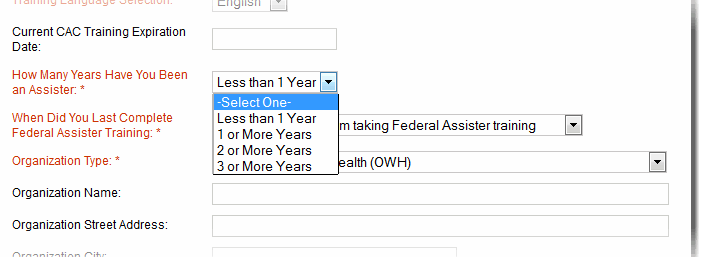 Training Language Selection: English
Current CAC Training Expiration
Date:
How Many Years Have You Been
an Assister: *
Less than 1 Year
-Select One-
Less than 1 Year
1 or More Years
2 or More Years
3 or More Years
When Did You Last Complete
Federal Assister Training: *
taking Federal Assister training
Organization Type: *
(OWH)
Organization Name:
Organization Street Address:
Organization City: